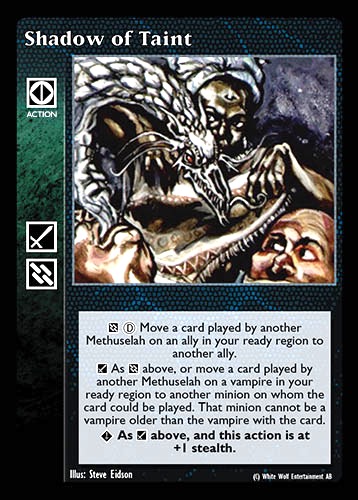 Shadow of Taint
ACTION
D Move a card played by another
Methuselah on an ally in your ready region to
another ally.
As above, or move a card played by
another Methuselah on a vampire in your
ready region to another minion on whom the
card could be played. That minion cannot be a
vampire older than the vampire with the card.
As above, and this action is at
+1 stealth.
Illus: Steve Eidson
(C) White Wolf Entertainment AB